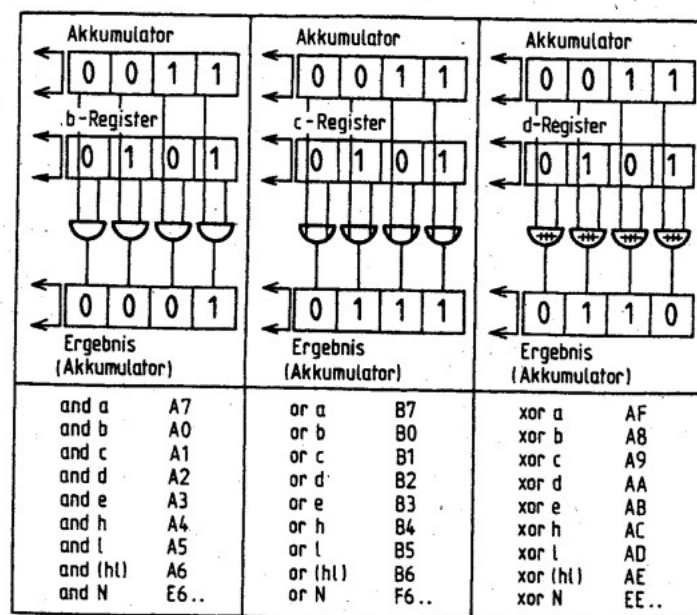 Akkumulator
0 0 1 1
b-Register
0 1 0 1
0 0 0 1
Ergebnis
(Akkumulator)
and a A7
and b A0
and c A1
and d A2
and e A3
and h A4
and l A5
and (hl) A6
and N E6..
Akkumulator
0 0 1 1
c-Register
0 1 0 1
0 1 1 1
Ergebnis
(Akkumulator)
or a B7
or b B0
or c B1
or d B2
or e B3
or h B4
or l B5
or (hl) B6
or N F6..
Akkumulator
0 0 1 1
d-Register
0 1 0 1
0 1 1 0
Ergebnis
(Akkumulator)
xor a AF
xor b A8
xor c A9
xor d AA
xor e AB
xor h AC
xor l AD
xor (hl) AE
xor N EE..